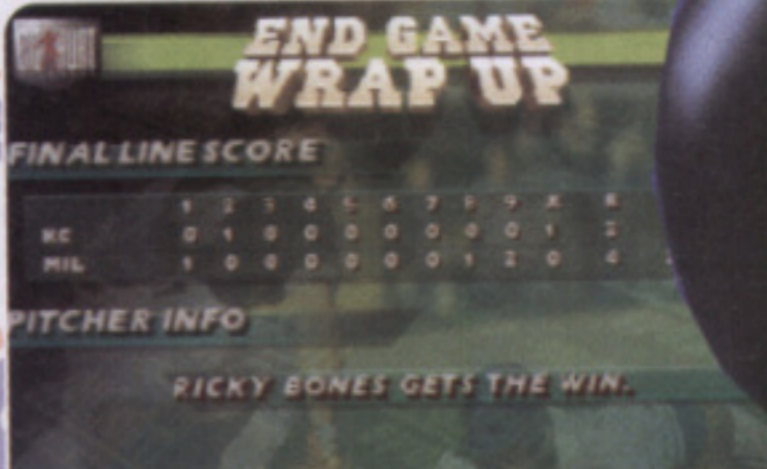 BIG HURT
END GAME
WRAP UP
FINAL LINE SCORE
1 2 3 4 5 6 7 8 9 X R
KC 0 1 0 0 0 0 0 0 0 1 2
MIL 1 0 0 0 0 0 0 1 2 0 4
PITCHER INFO
RICKY BONES GETS THE WIN.